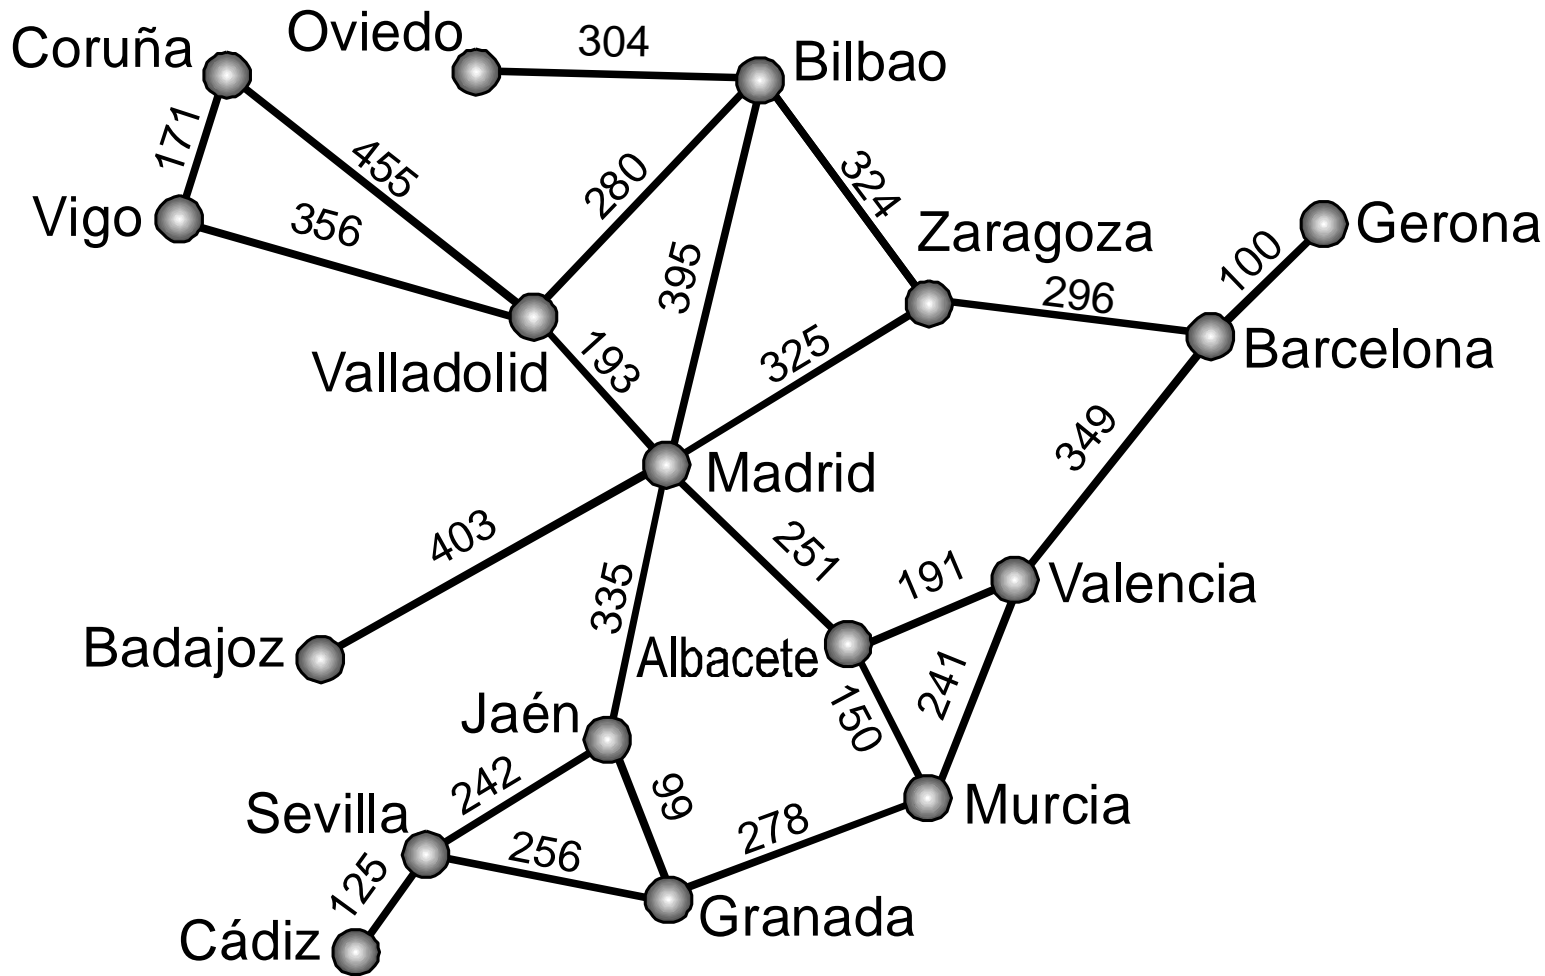 Oviedo
304
Coruña
Bilbao
171
455
280
324
Vigo
356
Zaragoza
Gerona
395
100
296
Valladolid
193
325
Barcelona
349
Madrid
403
251
191
335
Valencia
Badajoz
Albacete
150
241
Jaén
242
99
Sevilla
278
Murcia
125
256
Granada
Cádiz